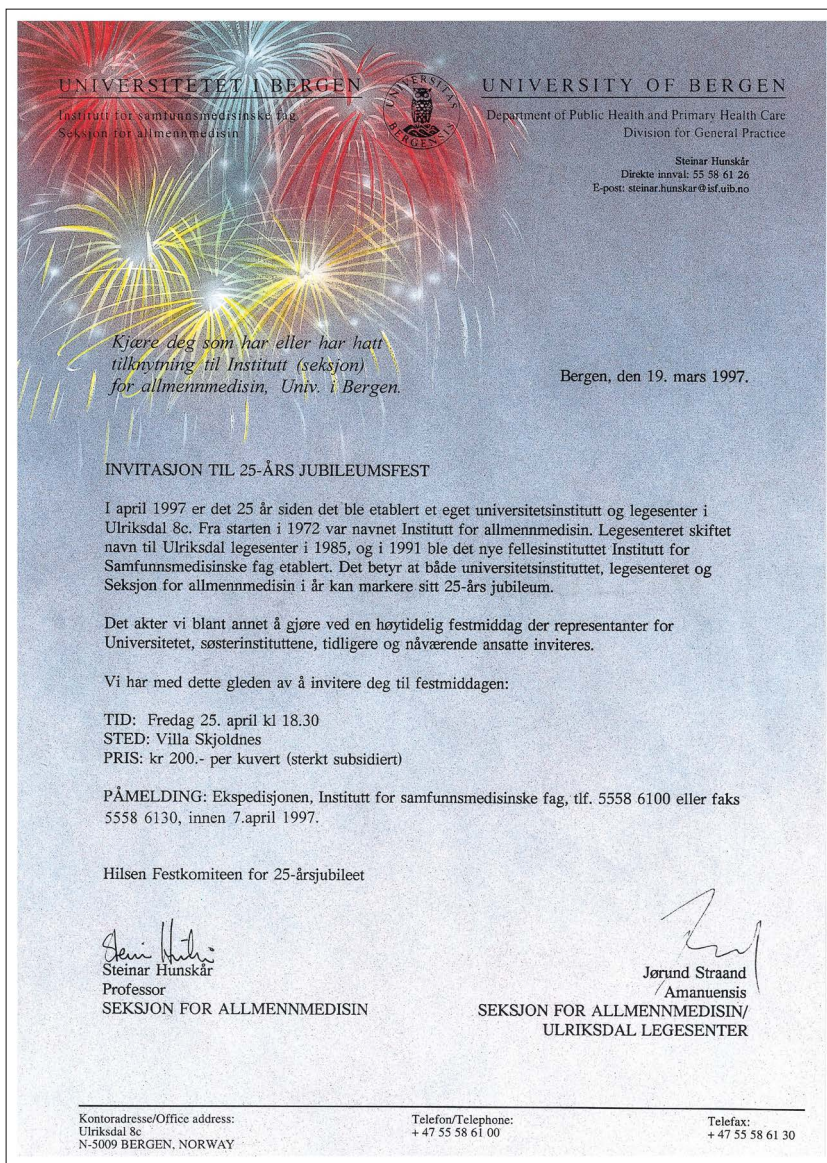 UNIVERSITETET I BERGEN
Institutt for samfunnsmedisinske fag
Seksjon for allmennmedisin
UNIVERSITAS
BERGENSIS
UNIVERSITY OF BERGEN
Department of Public Health and Primary Health Care
Division for General Practice
Steinar Hunskår
Direkte innval: 55 58 61 26
E-post: steinar.hunskar@isf.uib.no
Kjære deg som har eller har hatt
tilknytning til Institutt (seksjon)
for allmennmedisin, Univ. i Bergen.
Bergen, den 19. mars 1997.
INVITASJON TIL 25-ÅRS JUBILEUMSFEST
I april 1997 er det 25 år siden det ble etablert et eget universitetsinstitutt og legesenter i
Ulriksdal 8c. Fra starten i 1972 var navnet Institutt for allmennmedisin. Legesenteret skiftet
navn til Ulriksdal legesenter i 1985, og i 1991 ble det nye fellesinstituttet Institutt for
Samfunnsmedisinske fag etablert. Det betyr at både universitetsinstituttet, legesenteret og
Seksjon for allmennmedisin i år kan markere sitt 25-års jubileum.
Det akter vi blant annet å gjøre ved en høytidelig festmiddag der representanter for
Universitetet, søsterinstituttene, tidligere og nåværende ansatte inviteres.
Vi har med dette gleden av å invitere deg til festmiddagen:
TID: Fredag 25. april kl 18.30
STED: Villa Skjoldnes
PRIS: kr 200.- per kuvert (sterkt subsidiert)
PÅMELDING: Ekspedisjonen, Institutt for samfunnsmedisinske fag, tlf. 5558 6100 eller faks
5558 6130, innen 7.april 1997.
Hilsen Festkomiteen for 25-årsjubileet
Steinar Hunskår
Professor
SEKSJON FOR ALLMENNMEDISIN
Jørund Straand
Amanuensis
SEKSJON FOR ALLMENNMEDISIN/
ULRIKSDAL LEGESENTER
Kontoradresse/Office address:
Ulriksdal 8c
N-5009 BERGEN, NORWAY
Telefon/Telephone:
+ 47 55 58 61 00
Telefax:
+ 47 55 58 61 30